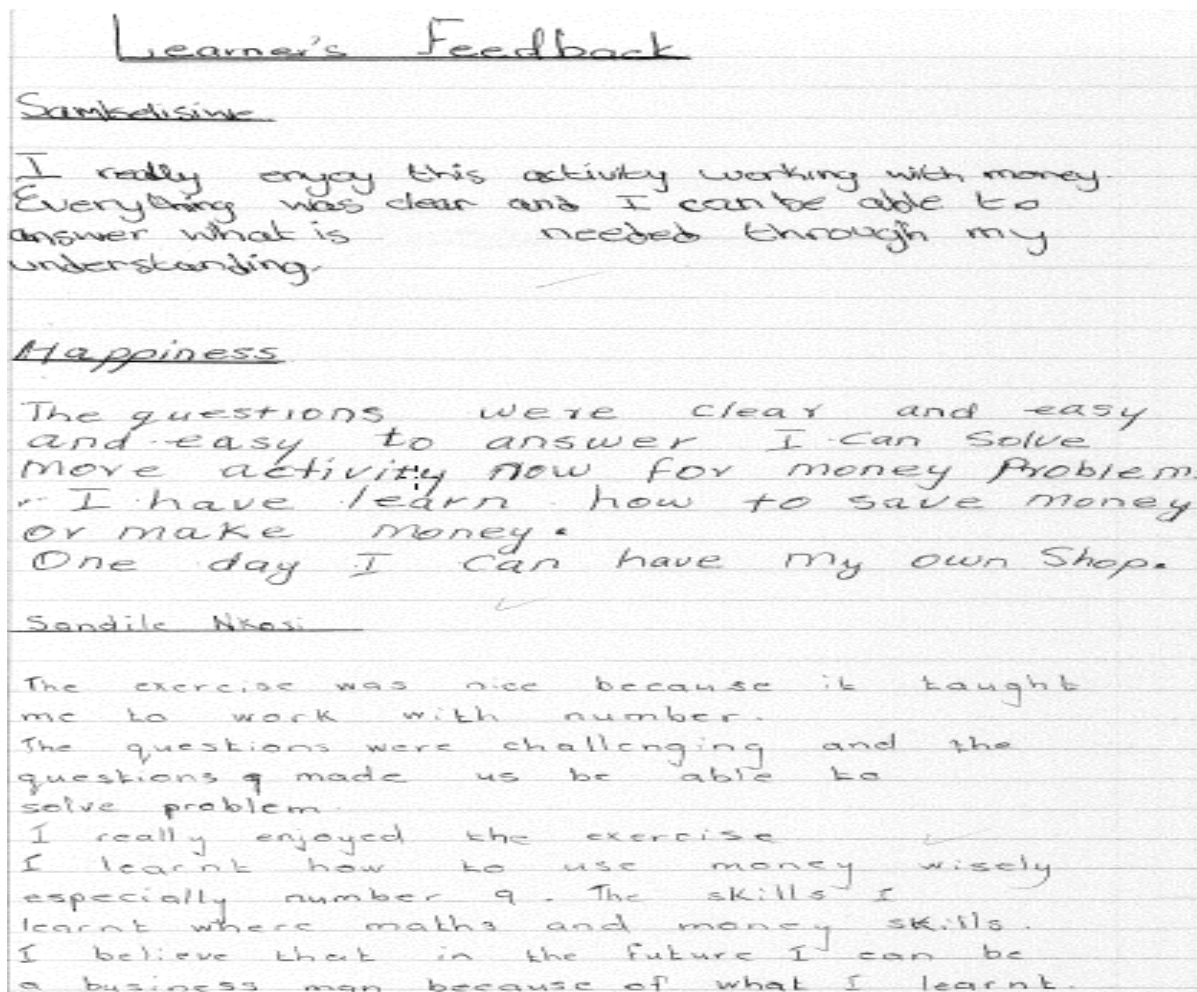 Learner's Feedback
Samkelisiwe
I really enjoy this activity working with money.
Everything was clear and I can be able to
answer what is needed through my
understanding.
Happiness
The questions were clear and easy
and easy to answer I can solve
more activity now for money Problem
. I have learn how to save money
or make money.
One day I can have my own Shop.
Sandile Nkosi
The exercise was nice because it taught
me to work with number.
The questions were challenging and the
questions 9 made us be able to
solve problem.
I really enjoyed the exercise
I learnt how to use money wisely
especially number 9. The skills I
learnt where maths and money skills.
I believe that in the future I can be
a business man because of what I learnt.